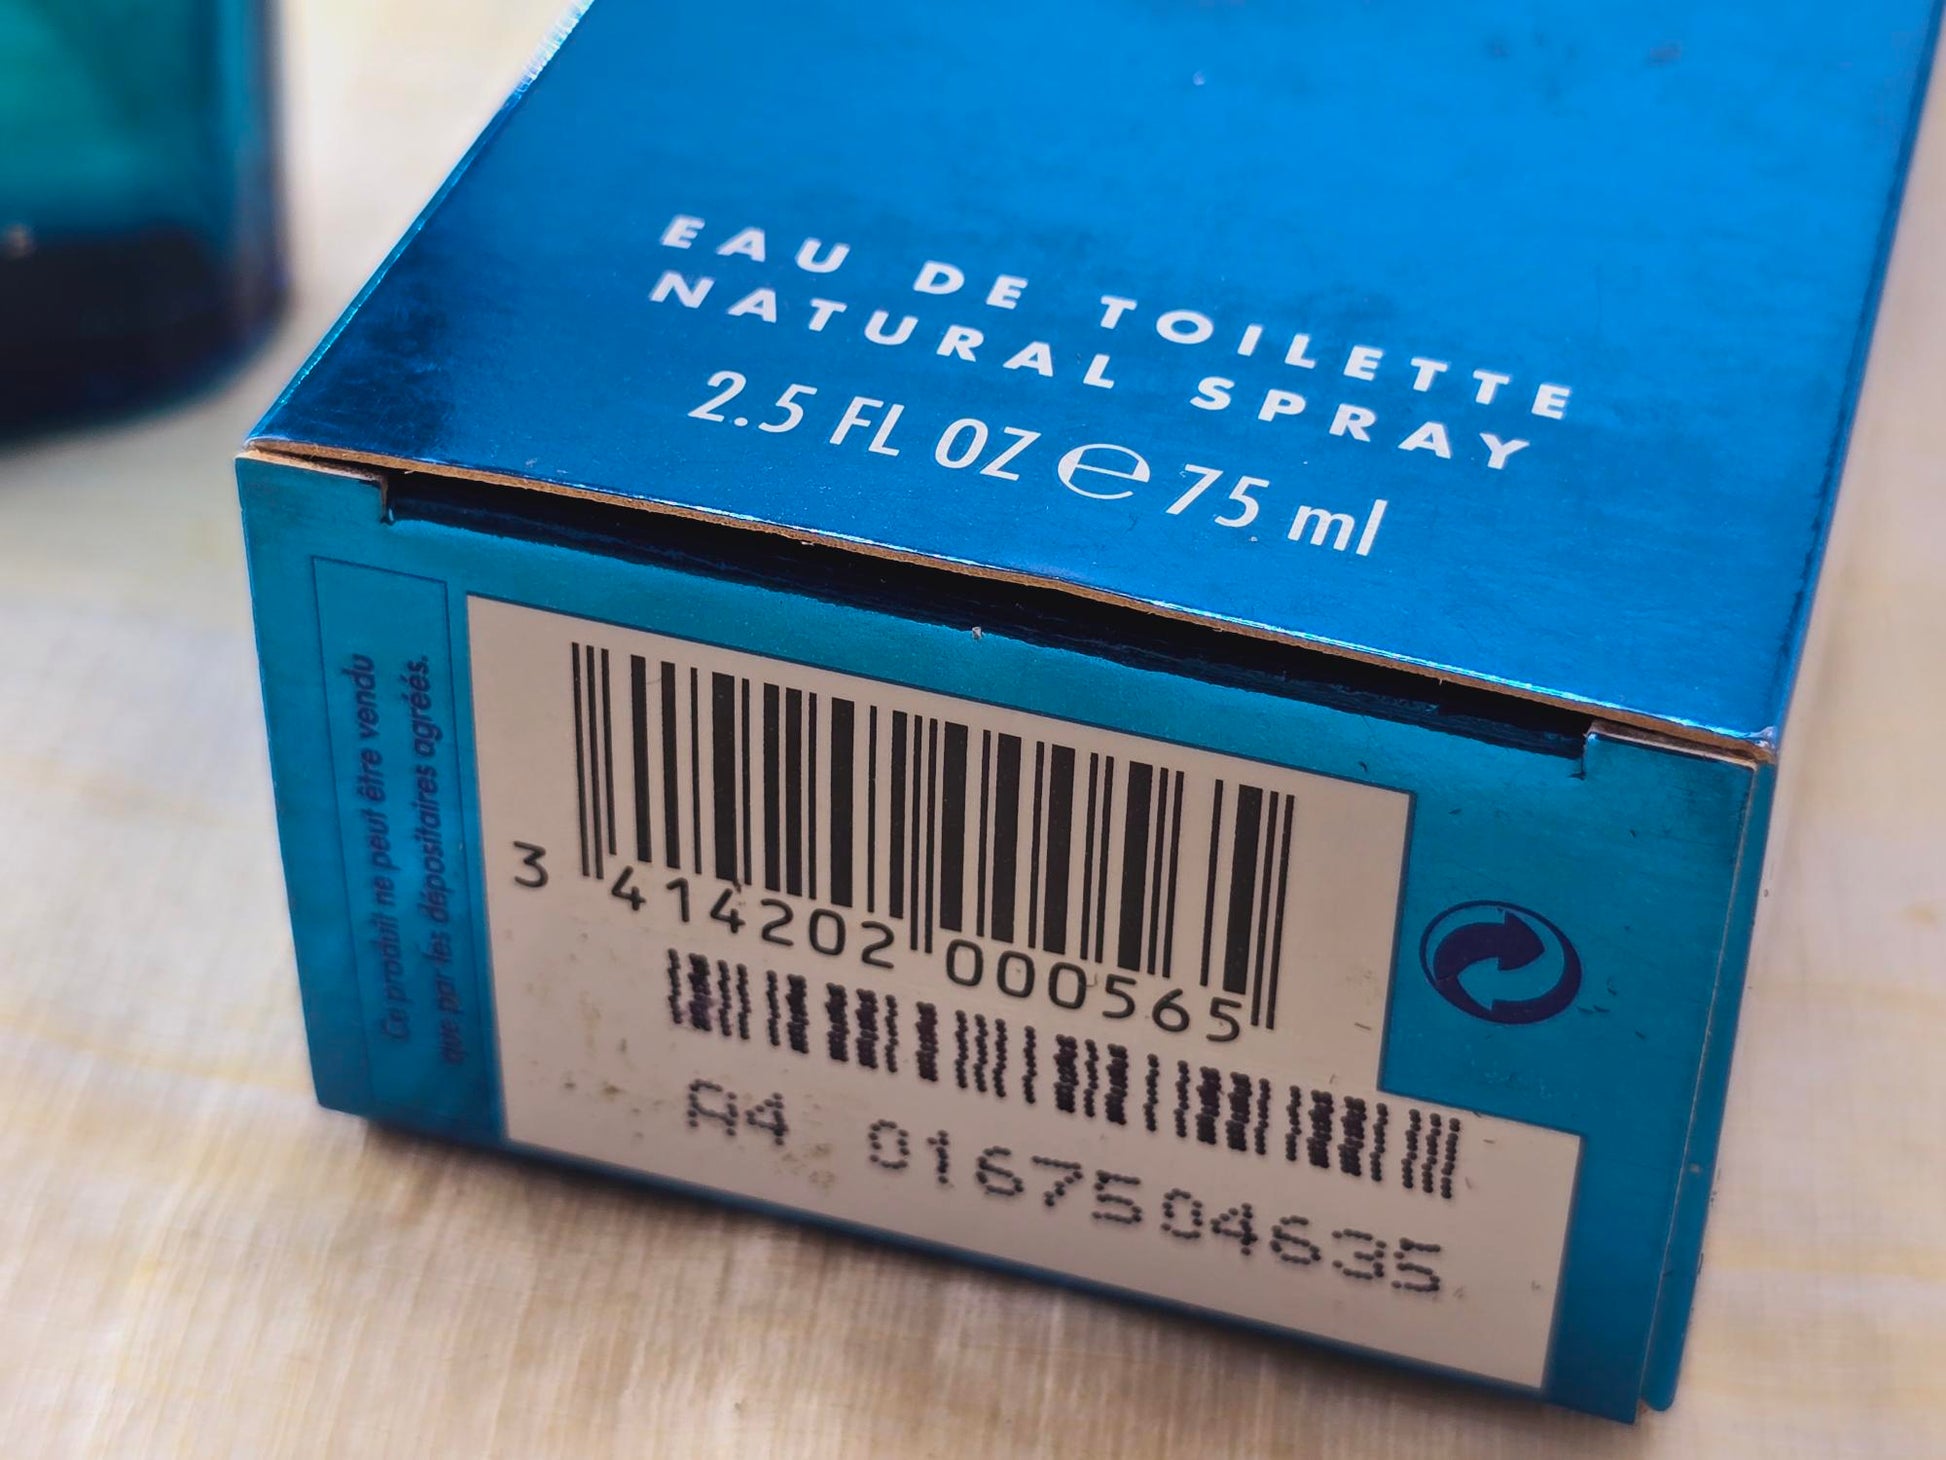 EAU DE TOILETTE
NATURAL SPRAY
2.5 FL OZ ℮ 75 ml
Ce produit ne peut être vendu
que par les dépositaires agréés.
3 414202 000565
A4 0167504635